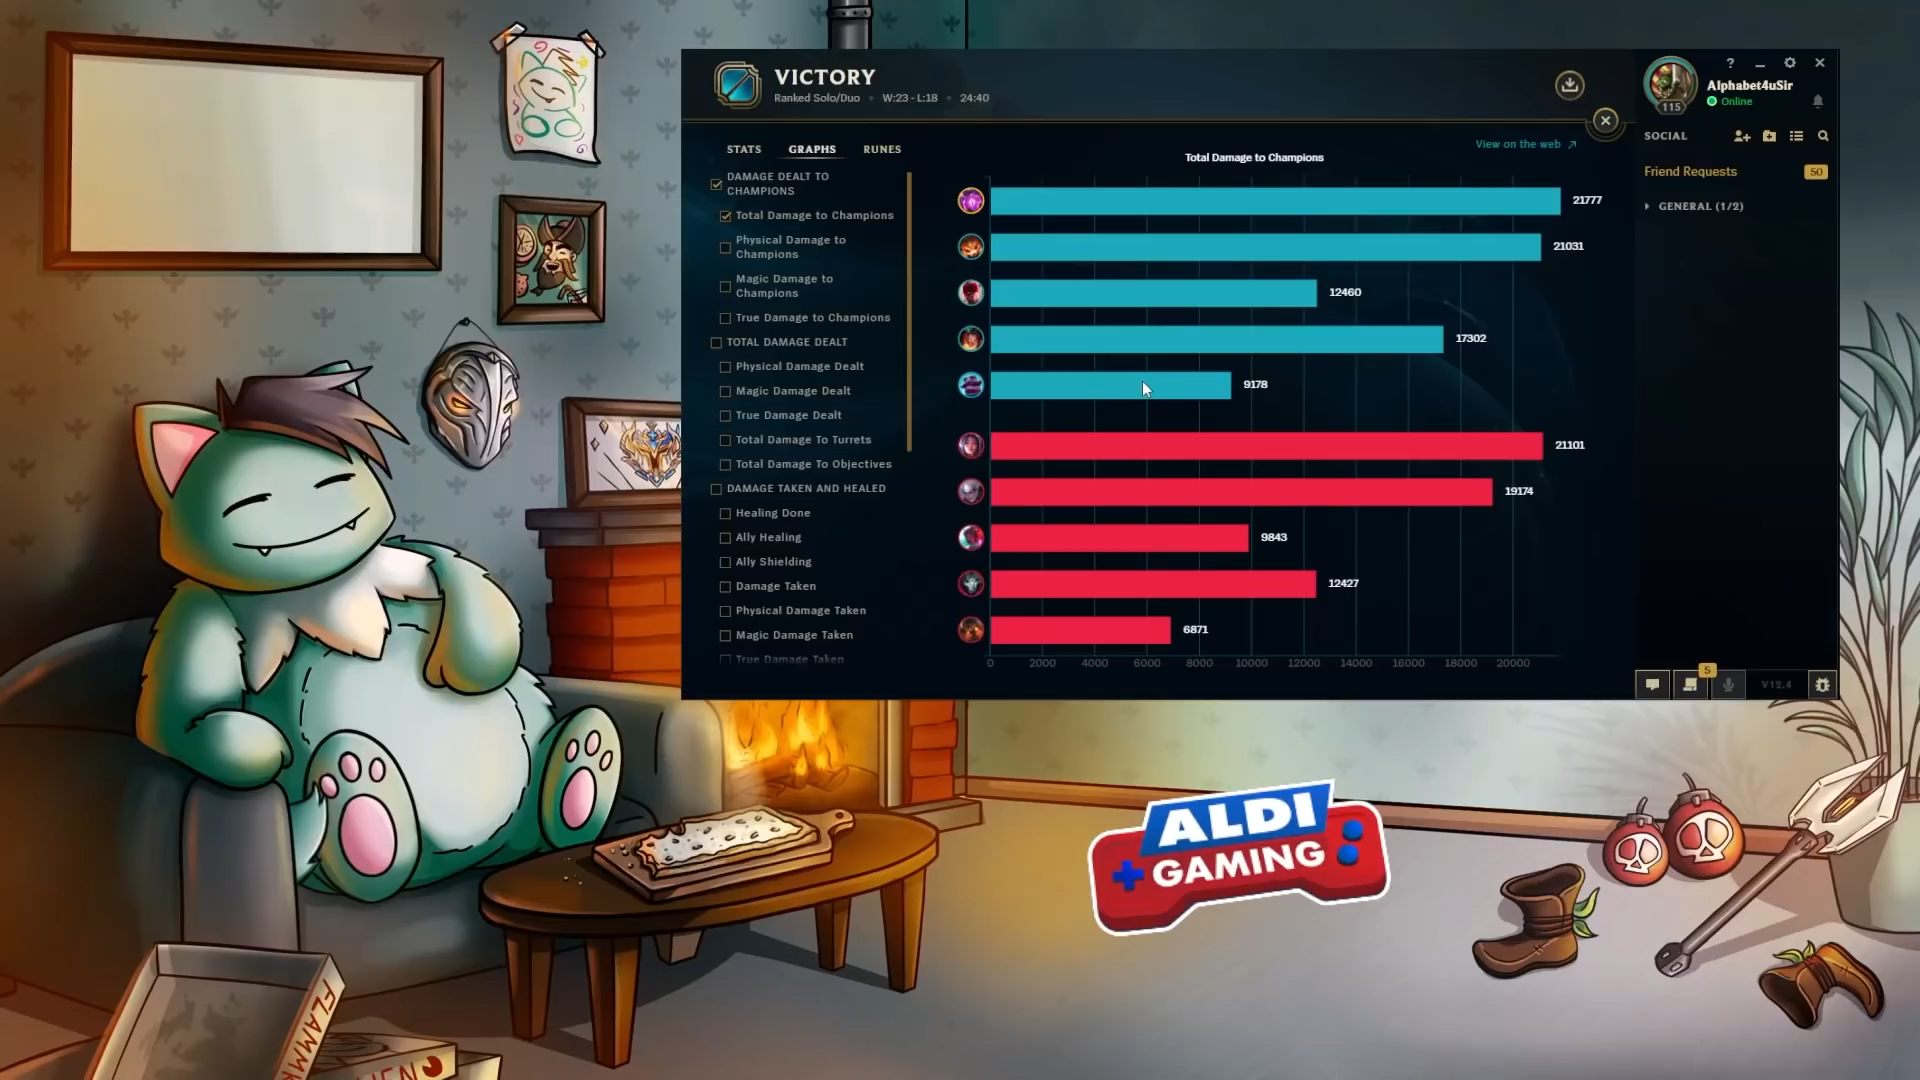 VICTORY
Ranked Solo/Duo • W:23 - L:18 • 24:40
STATS GRAPHS RUNES
View on the web
Total Damage to Champions
DAMAGE DEALT TO
CHAMPIONS
Total Damage to Champions
Physical Damage to
Champions
Magic Damage to
Champions
True Damage to Champions
TOTAL DAMAGE DEALT
Physical Damage Dealt
Magic Damage Dealt
True Damage Dealt
Total Damage To Turrets
Total Damage To Objectives
DAMAGE TAKEN AND HEALED
Healing Done
Ally Healing
Ally Shielding
Damage Taken
Physical Damage Taken
Magic Damage Taken
True Damage Taken
21777
21031
12460
17302
9178
21101
19174
9843
12427
6871
0 2000 4000 6000 8000 10000 12000 14000 16000 18000 20000
?
Alphabet4uSir
115
Online
SOCIAL
Friend Requests 50
GENERAL (1/2)
5
V12.4
ALDI
GAMING